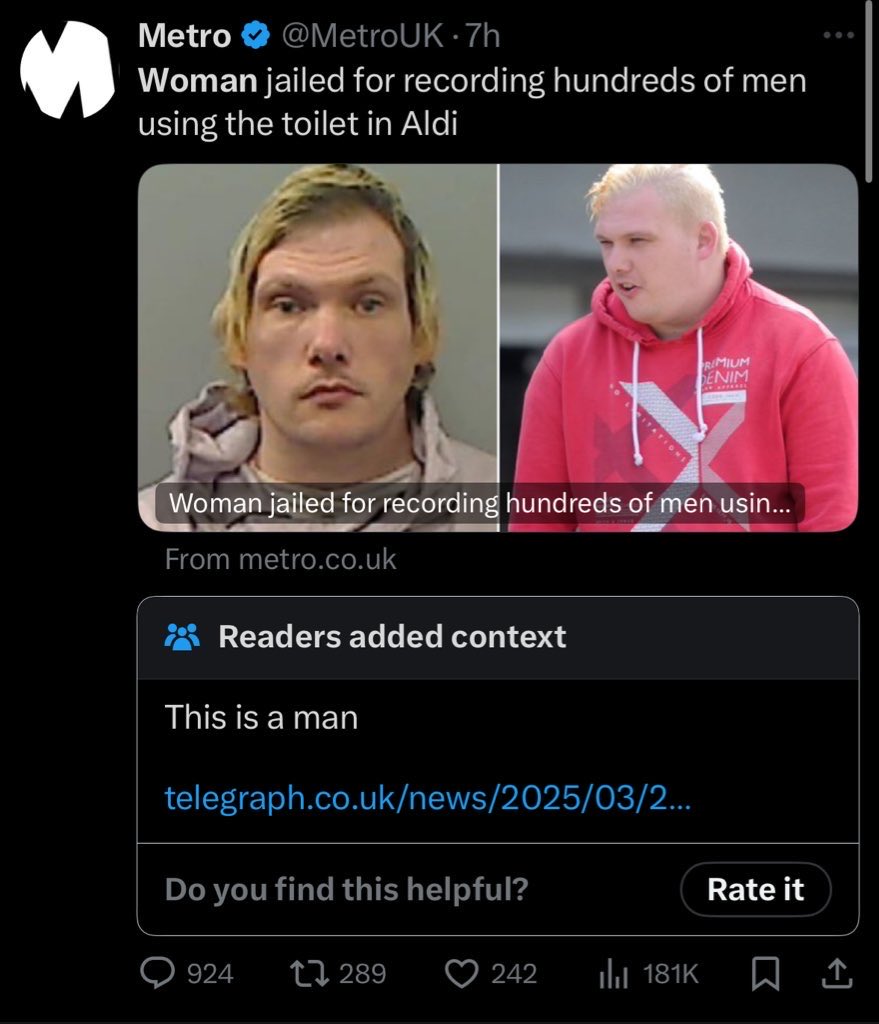 Metro @MetroUK · 7h
Woman jailed for recording hundreds of men
using the toilet in Aldi
PREMIUM
DENIM
NO LIMITATIONS
Woman jailed for recording hundreds of men usin...
From metro.co.uk
Readers added context
This is a man
telegraph.co.uk/news/2025/03/2...
Do you find this helpful?
Rate it
924 289 242 181K